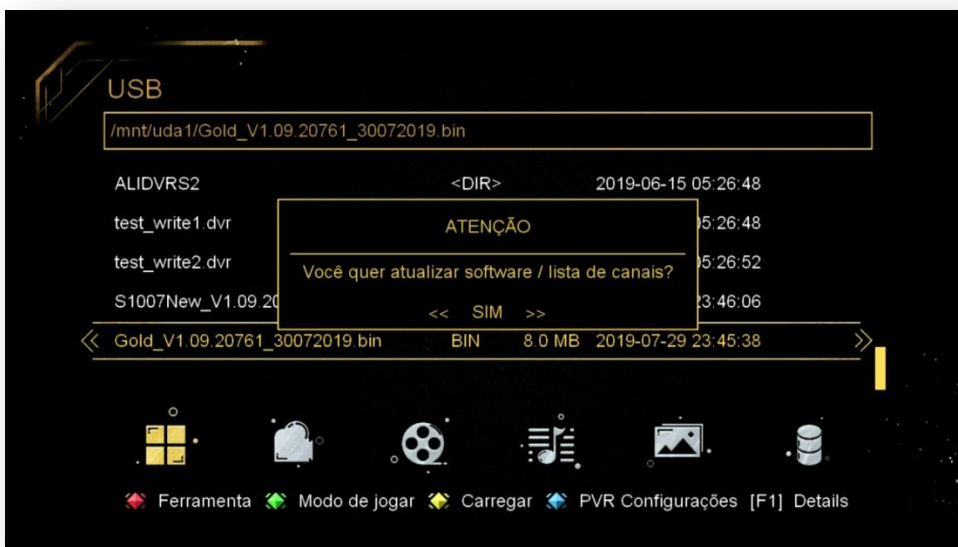 USB
/mnt/uda1/Gold_V1.09.20761_30072019.bin
ALIDVRS2 <DIR> 2019-06-15 05:26:48
test_write1.dvr 05:26:48
ATENÇÃO
test_write2.dvr 05:26:52
Você quer atualizar software / lista de canais?
S1007New_V1.09.20 23:46:06
<< SIM >>
Gold_V1.09.20761_30072019.bin BIN 8.0 MB 2019-07-29 23:45:38
Ferramenta Modo de jogar Carregar PVR Configurações [F1] Details